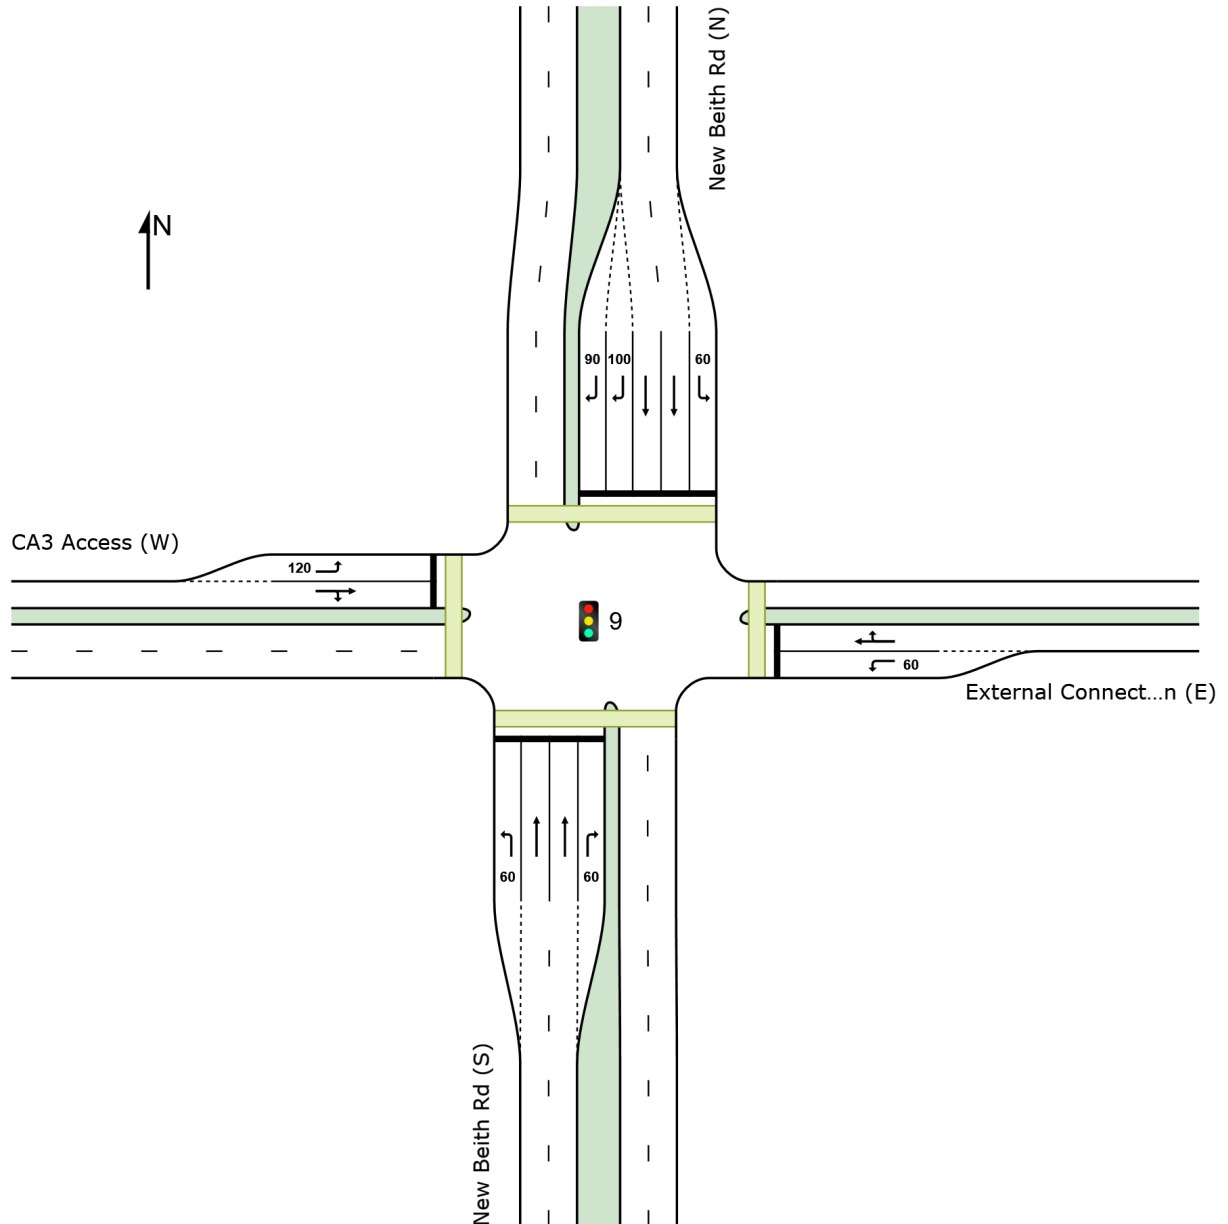 New Beith Rd (N)
N
90 100 60
CA3 Access (W)
120
9
60
External Connect...n (E)
60 60
New Beith Rd (S)